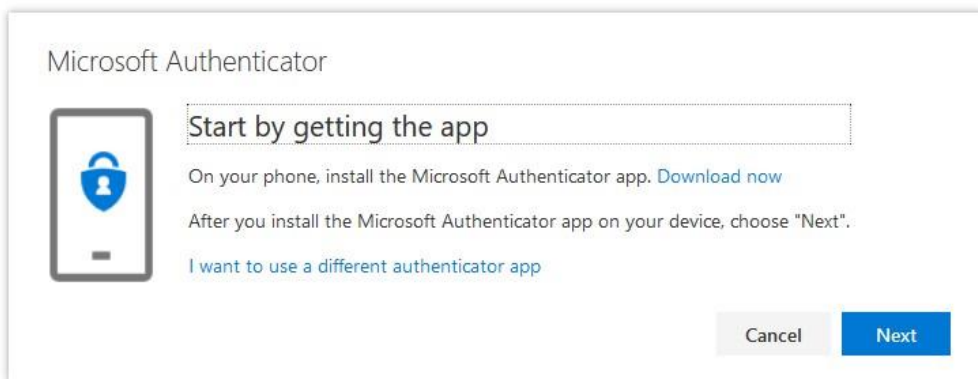 Microsoft Authenticator
Start by getting the app
On your phone, install the Microsoft Authenticator app. Download now
After you install the Microsoft Authenticator app on your device, choose "Next".
I want to use a different authenticator app
Cancel Next